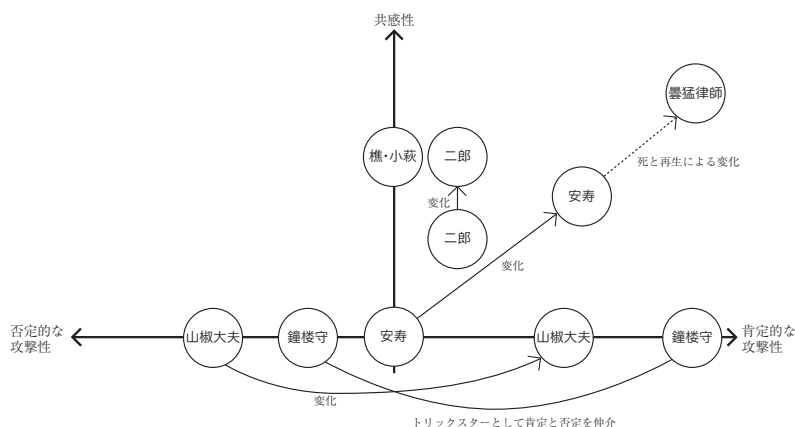 共感性
曇猛律師
樵・小萩
二郎
死と再生による変化
安寿
変化
二郎
変化
否定的な
攻撃性
山椒大夫
鐘楼守
安寿
山椒大夫
鐘楼守
肯定的な
攻撃性
変化
トリックスターとして肯定と否定を仲介